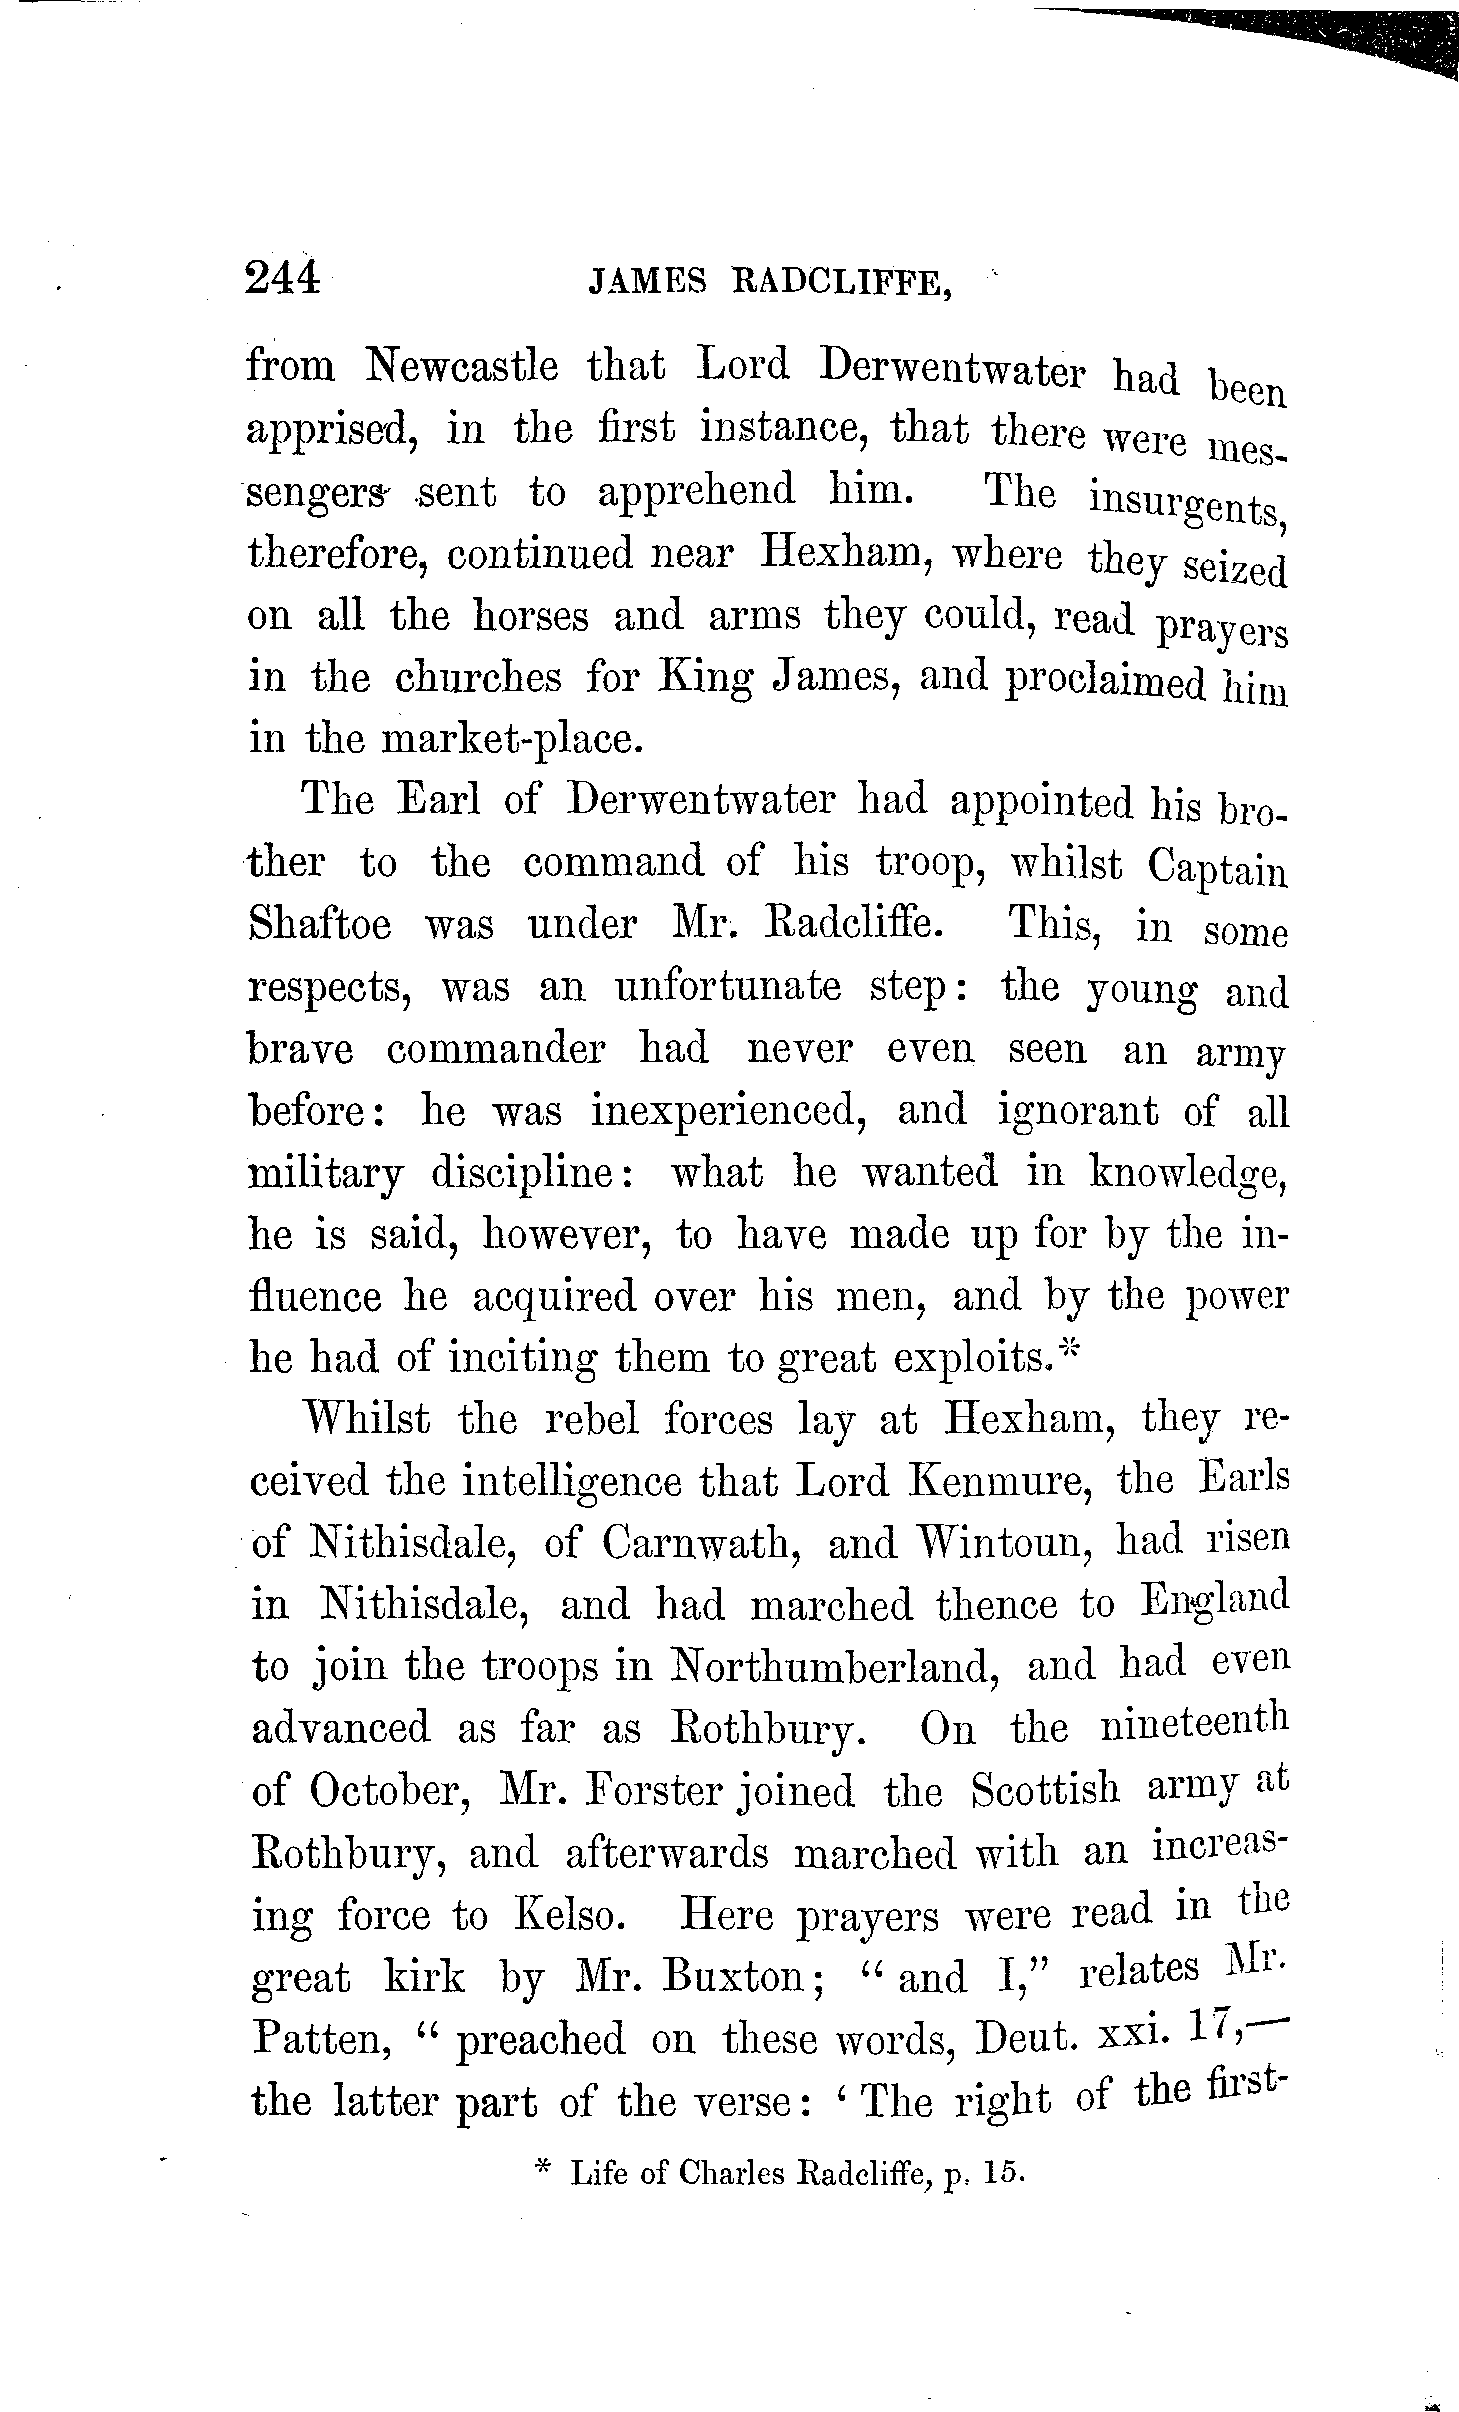 244 JAMES RADCLIFFE,
from Newcastle that Lord Derwentwater had been
apprised, in the first instance, that there were mes-
sengers sent to apprehend him. The insurgents,
therefore, continued near Hexham, where they seized
on all the horses and arms they could, read prayers
in the churches for King James, and proclaimed him
in the market-place.
The Earl of Derwentwater had appointed his bro-
ther to the command of his troop, whilst Captain
Shaftoe was under Mr. Radcliffe. This, in some
respects, was an unfortunate step: the young and
brave commander had never even seen an army
before: he was inexperienced, and ignorant of all
military discipline: what he wanted in knowledge,
he is said, however, to have made up for by the in-
fluence he acquired over his men, and by the power
he had of inciting them to great exploits.*
Whilst the rebel forces lay at Hexham, they re-
ceived the intelligence that Lord Kenmure, the Earls
of Nithisdale, of Carnwath, and Wintoun, had risen
in Nithisdale, and had marched thence to England
to join the troops in Northumberland, and had even
advanced as far as Rothbury. On the nineteenth
of October, Mr. Forster joined the Scottish army at
Rothbury, and afterwards marched with an increas-
ing force to Kelso. Here prayers were read in the
great kirk by Mr. Buxton; "and I," relates Mr.
Patten, "preached on these words, Deut. xxi. 17,—
the latter part of the verse: 'The right of the first-
* Life of Charles Radcliffe, p. 15.